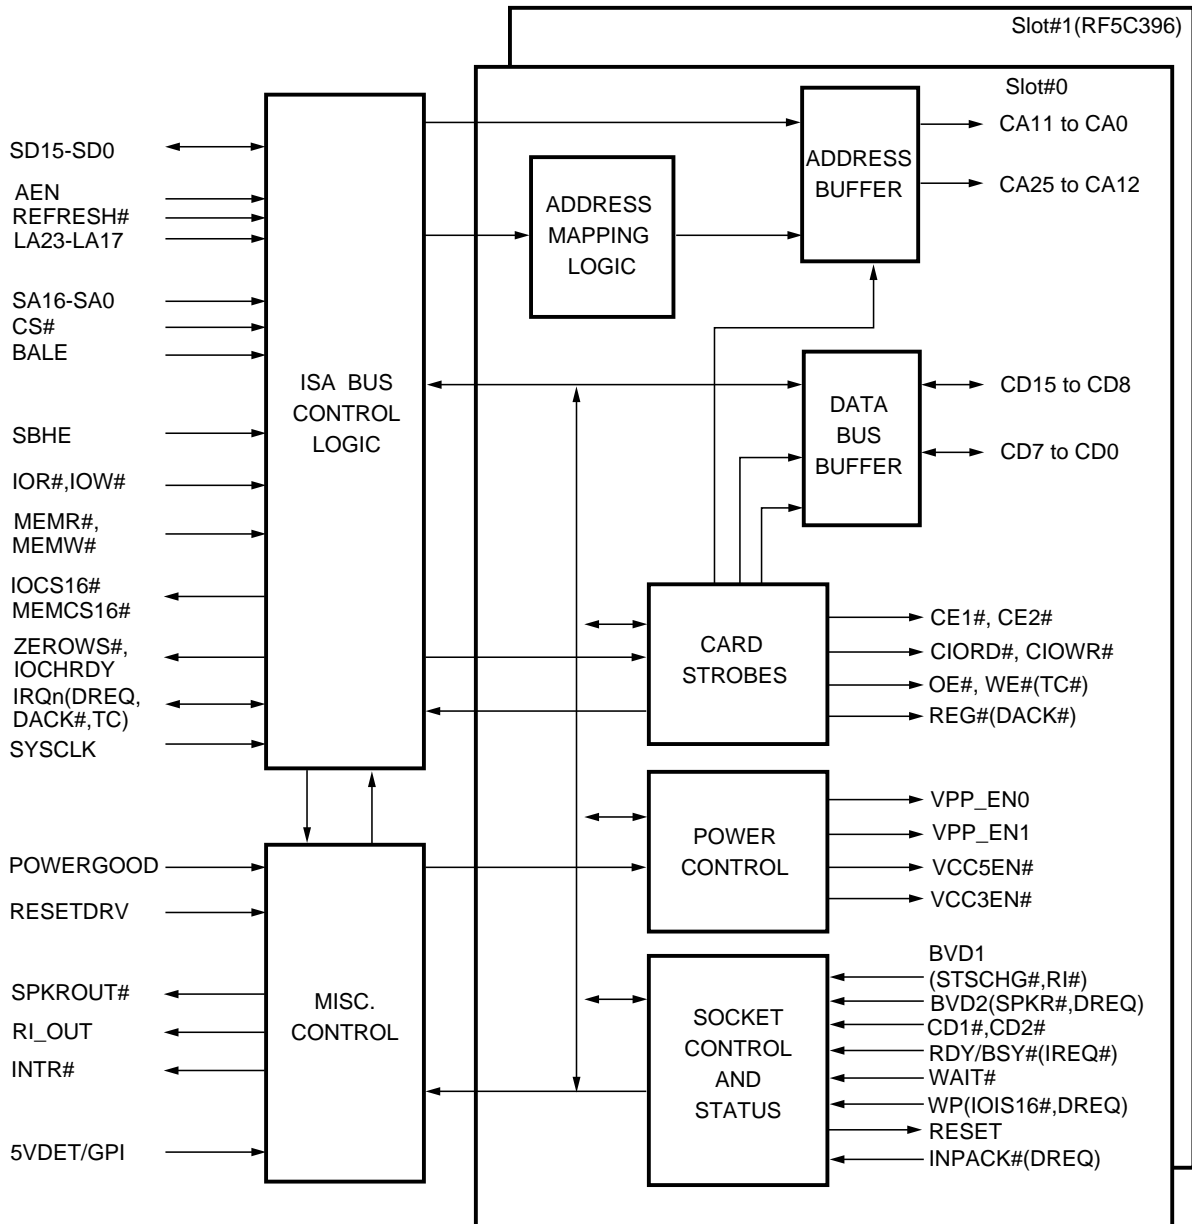 Slot#1(RF5C396)
Slot#0
SD15-SD0
AEN
REFRESH#
LA23-LA17
SA16-SA0
CS#
BALE
SBHE
IOR#,IOW#
MEMR#,
MEMW#
IOCS16#
MEMCS16#
ZEROWS#,
IOCHRDY
IRQn(DREQ,
DACK#,TC)
SYSCLK
POWERGOOD
RESETDRV
SPKROUT#
RI_OUT
INTR#
5VDET/GPI
ISA BUS
CONTROL
LOGIC
MISC.
CONTROL
ADDRESS
MAPPING
LOGIC
ADDRESS
BUFFER
CA11 to CA0
CA25 to CA12
DATA
BUS
BUFFER
CD15 to CD8
CD7 to CD0
CARD
STROBES
CE1#, CE2#
CIORD#, CIOWR#
OE#, WE#(TC#)
REG#(DACK#)
POWER
CONTROL
VPP_EN0
VPP_EN1
VCC5EN#
VCC3EN#
SOCKET
CONTROL
AND
STATUS
BVD1
(STSCHG#,RI#)
BVD2(SPKR#,DREQ)
CD1#,CD2#
RDY/BSY#(IREQ#)
WAIT#
WP(IOIS16#,DREQ)
RESET
INPACK#(DREQ)